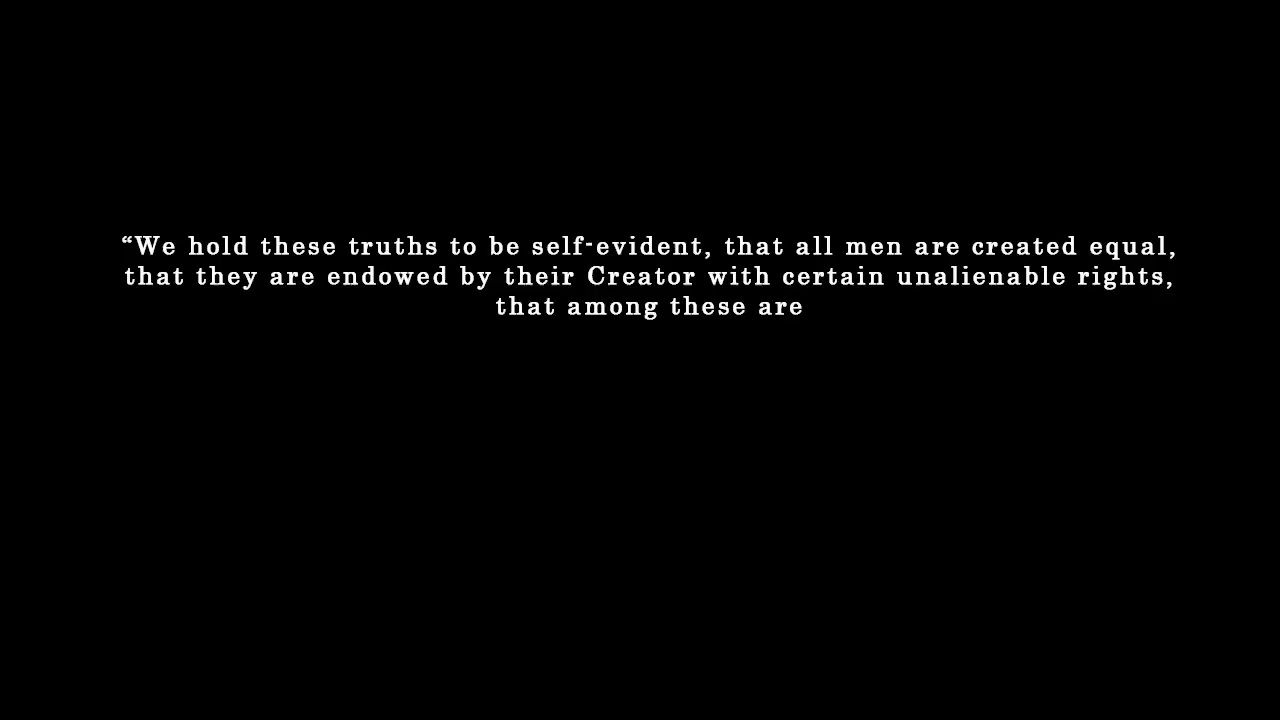 “We hold these truths to be self-evident, that all men are created equal,
that they are endowed by their Creator with certain unalienable rights,
that among these are